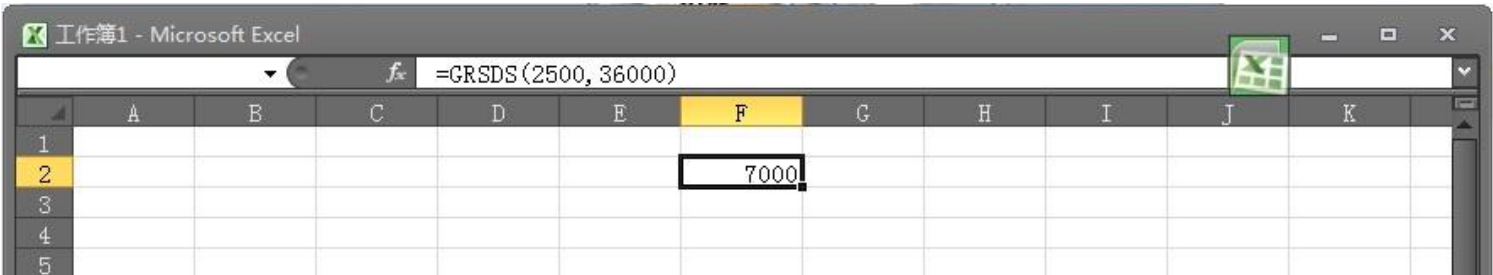 工作簿1 - Microsoft Excel
fx =GRSDS(2500,36000)
A B C D E F G H I J K
1
2 7000
3
4
5